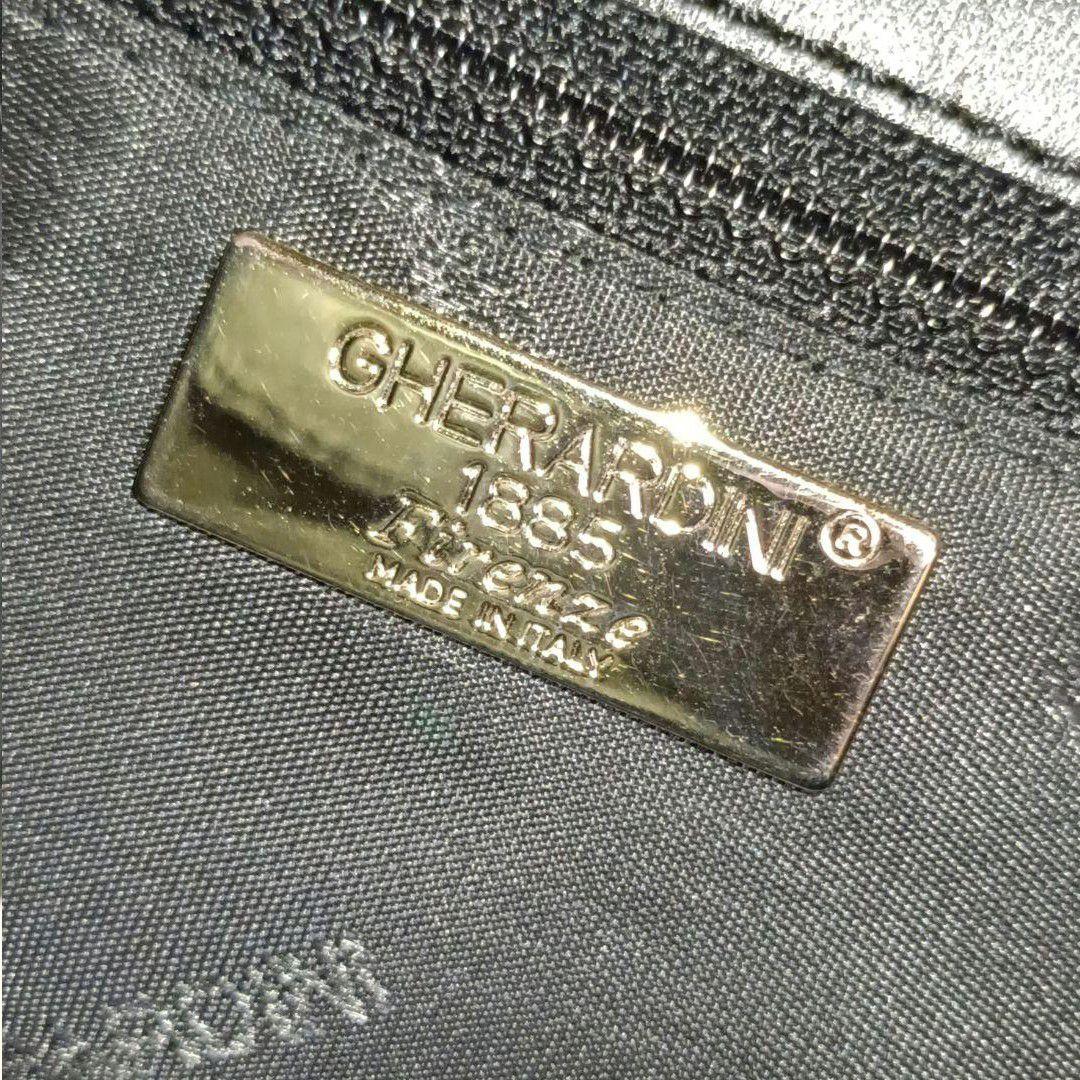 GHERARDINI®
1885
Firenze
MADE IN ITALY